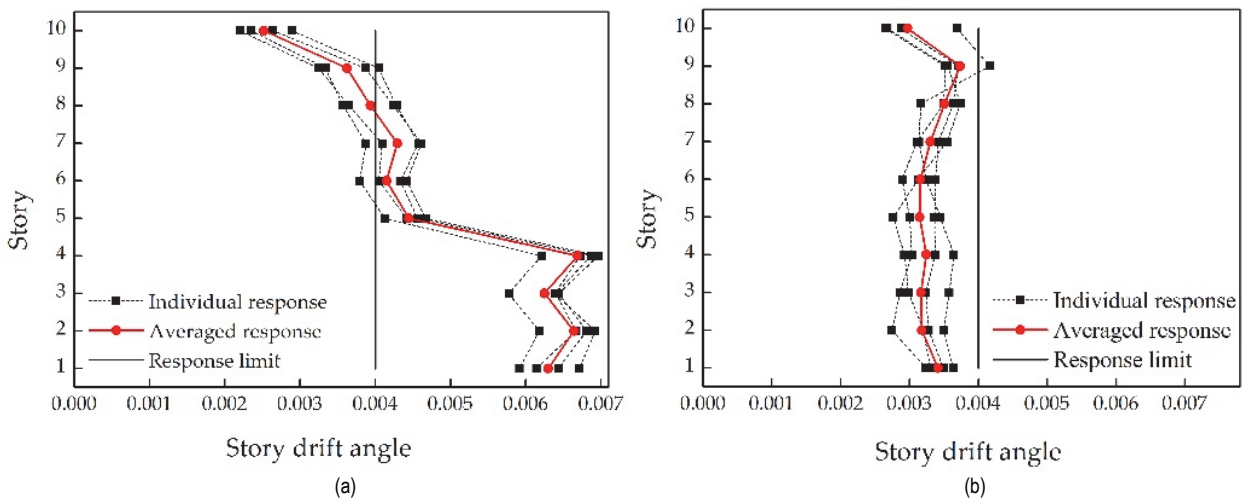 10
9
8
7
6
5
4
3
2
1
Story
Individual response
Averaged response
Response limit
0.000 0.001 0.002 0.003 0.004 0.005 0.006 0.007
Story drift angle
(a)
10
9
8
7
6
5
4
3
2
1
Story
Individual response
Averaged response
Response limit
0.000 0.001 0.002 0.003 0.004 0.005 0.006 0.007
Story drift angle
(b)